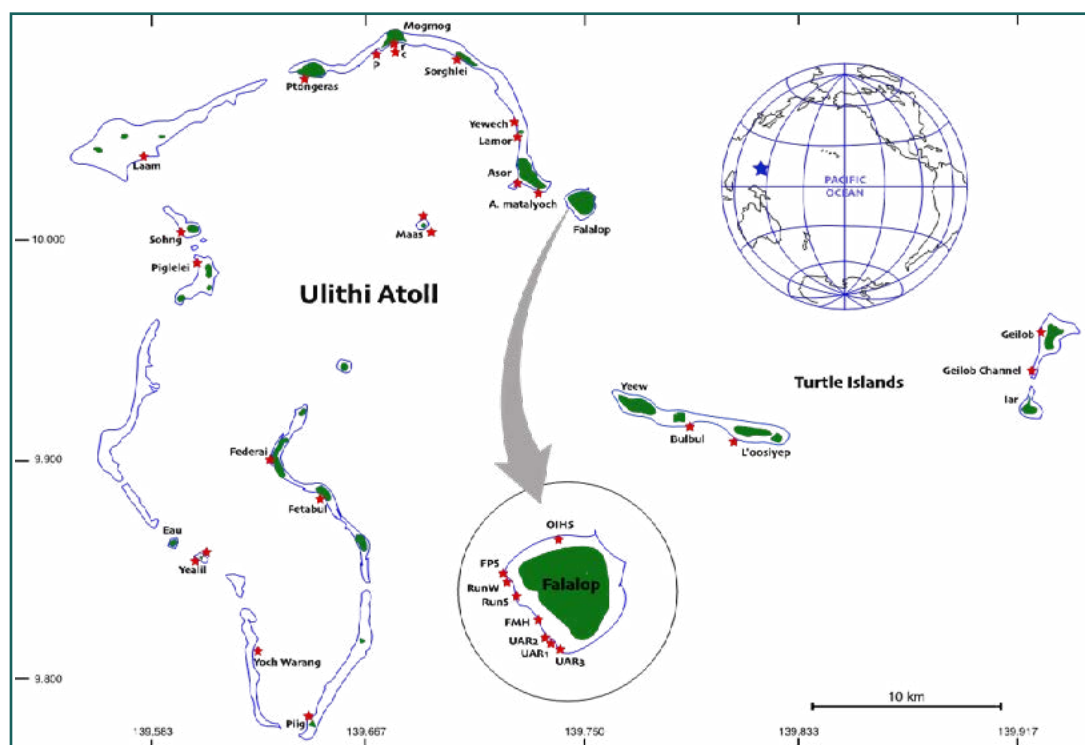 Mogmog
r
c
P
Sorghlei
Ptongeras
Yewech
Lamor
Laam
Asor
A. matalyoch
Falalop
PACIFIC
OCEAN
Maas
10.000
Sohng
Piglelei
Ulithi Atoll
Geilob
Geilob Channel
Turtle Islands
Iar
Yeew
Bulbul
L'oosiyep
9.900
Federai
Fetabul
Eau
Yealil
OIHS
FPS
RunW
RunS
Falalop
FMH
UAR2
UAR1
UAR3
Yoch Warang
9.800
Piig
10 km
139.583
139.667
139.750
139.833
139.917